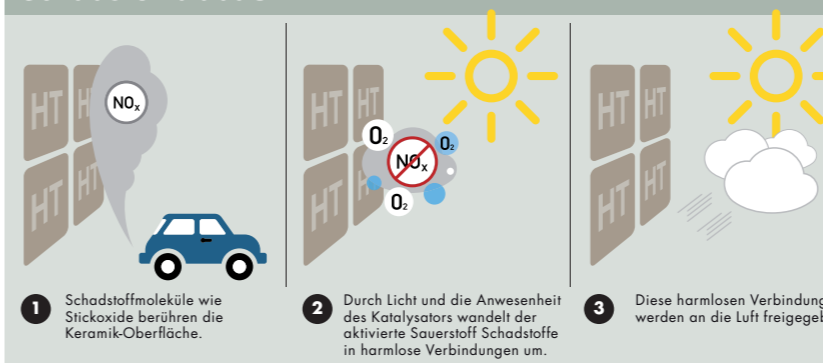 HT HT HT HT
NOx
1
Schadstoffmoleküle wie
Stickoxide berühren die
Keramik-Oberfläche.
HT HT HT HT
O2 O2
NOx
O2
2
Durch Licht und die Anwesenheit
des Katalysators wandelt der
aktivierte Sauerstoff Schadstoffe
in harmlose Verbindungen um.
HT HT HT HT
3
Diese harmlosen
werden an die Luft